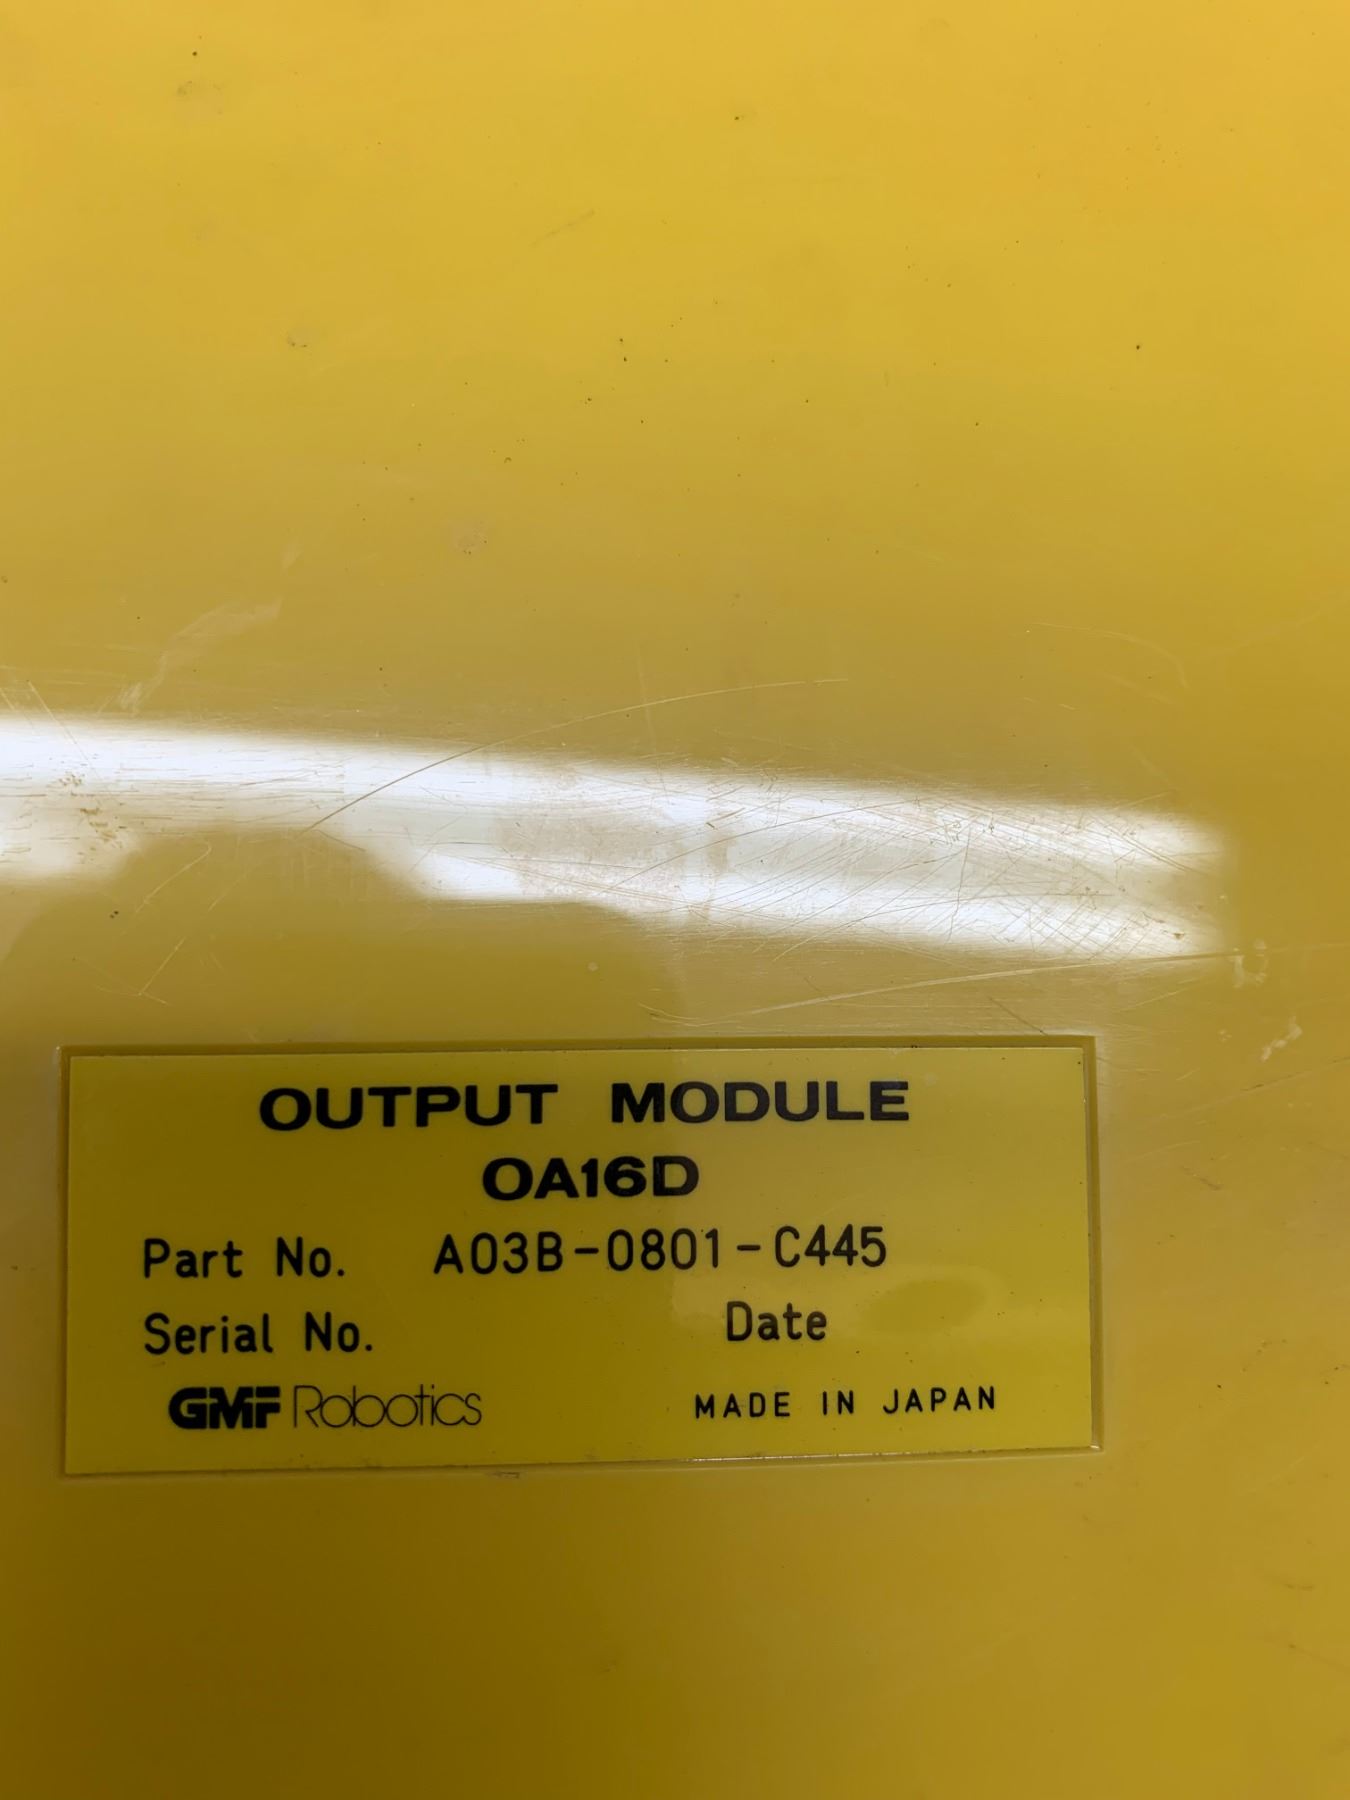 OUTPUT MODULE
OA16D
Part No. A03B-0801-C445
Serial No. Date
GMF Robotics MADE IN JAPAN